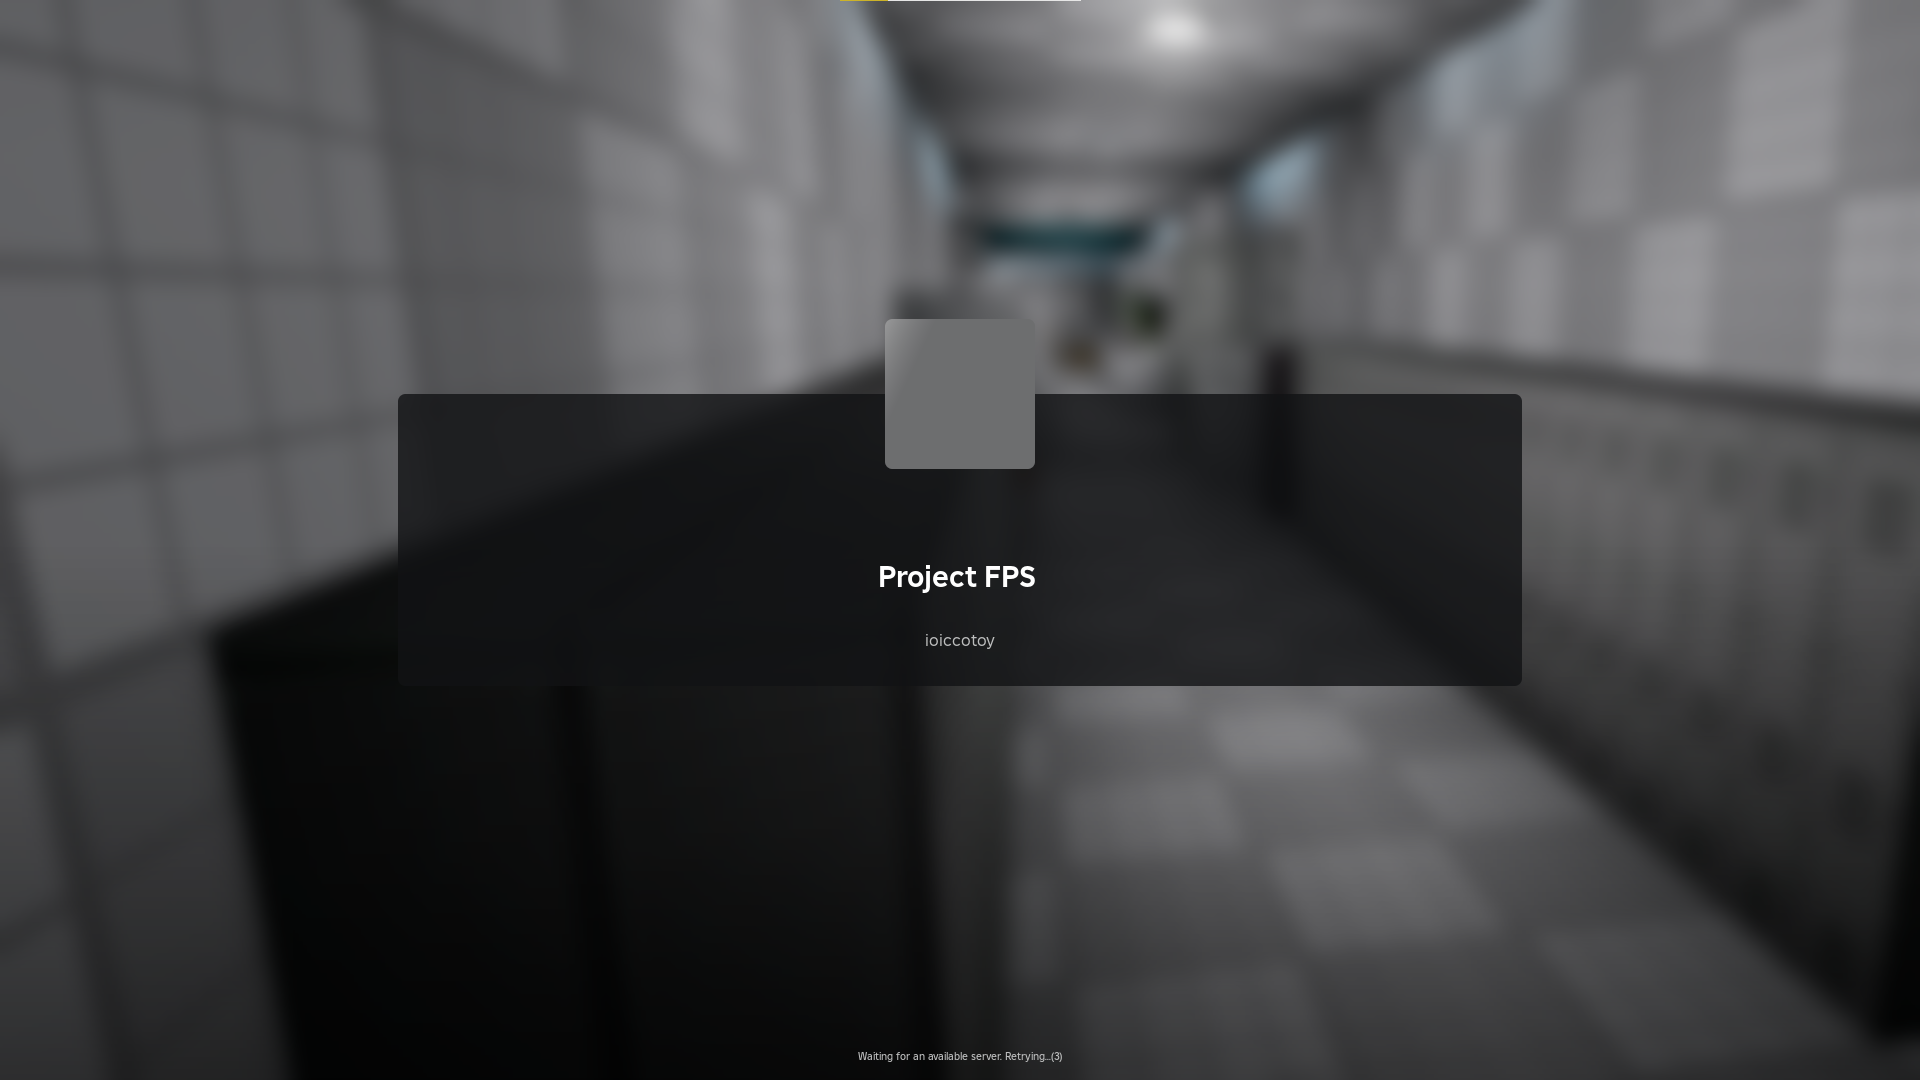 Project FPS
ioiccotoy
Waiting for an available server. Retrying...(3)